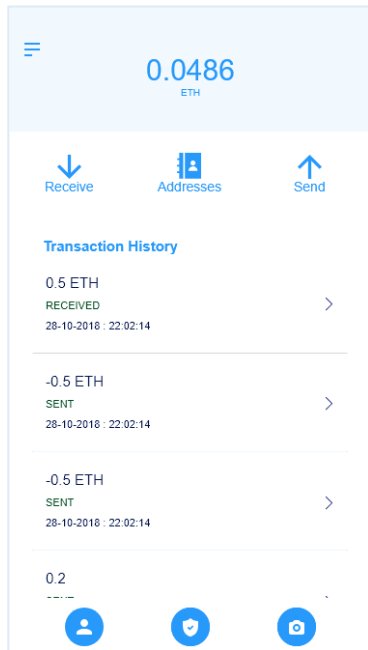 0.0486
ETH
Receive
Addresses
Send
Transaction History
0.5 ETH
RECEIVED
28-10-2018 : 22:02:14
-0.5 ETH
SENT
28-10-2018 : 22:02:14
-0.5 ETH
SENT
28-10-2018 : 22:02:14
0.2